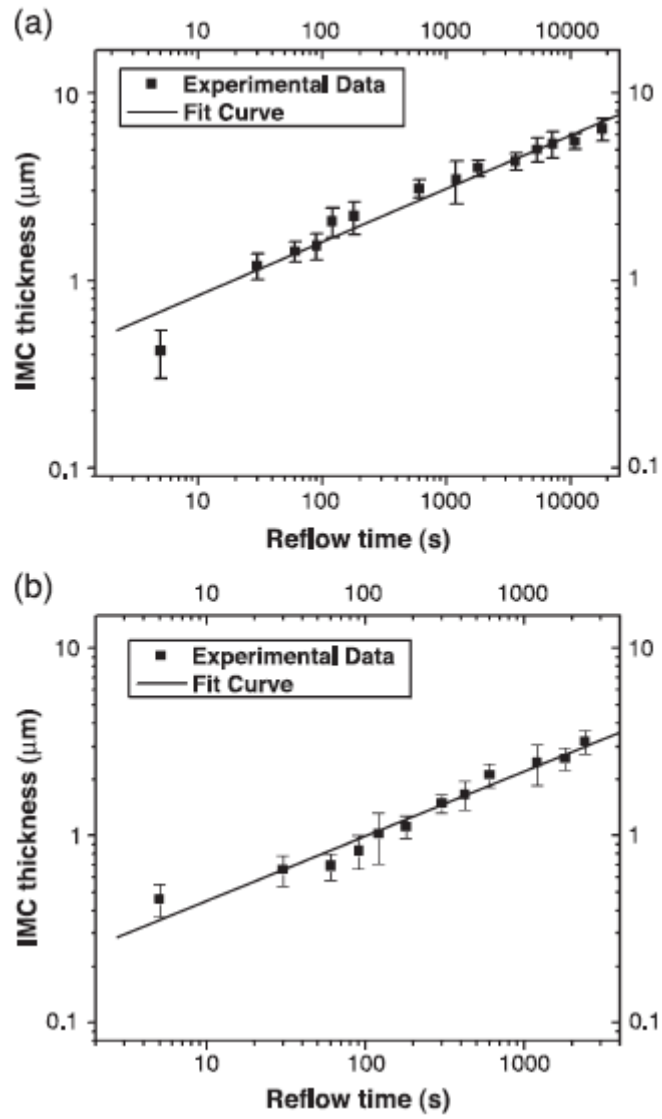 (a)
10 100 1000 10000
Experimental Data
Fit Curve
10 10
1 1
0.1 0.1
IMC thickness (μm)
10 100 1000 10000
Reflow time (s)
(b)
10 100 1000
Experimental Data
Fit Curve
10 10
1 1
0.1 0.1
IMC thickness (μm)
10 100 1000
Reflow time (s)